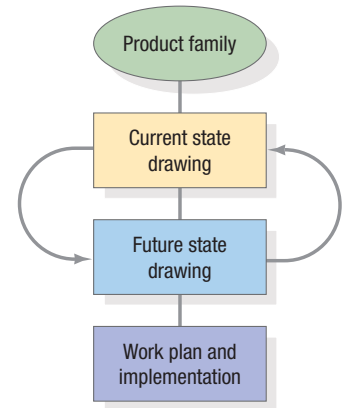 Product family
Current state
drawing
Future state
drawing
Work plan and
implementation